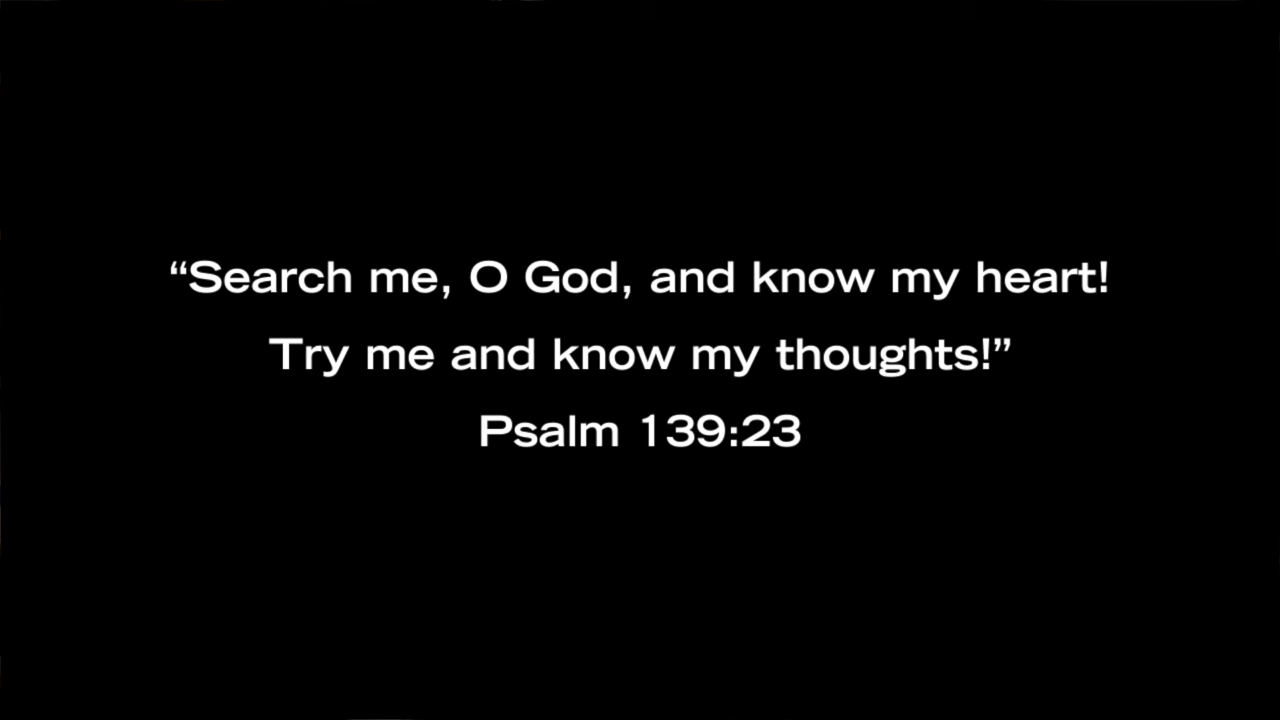 “Search me, O God, and know my heart!
Try me and know my thoughts!”
Psalm 139:23